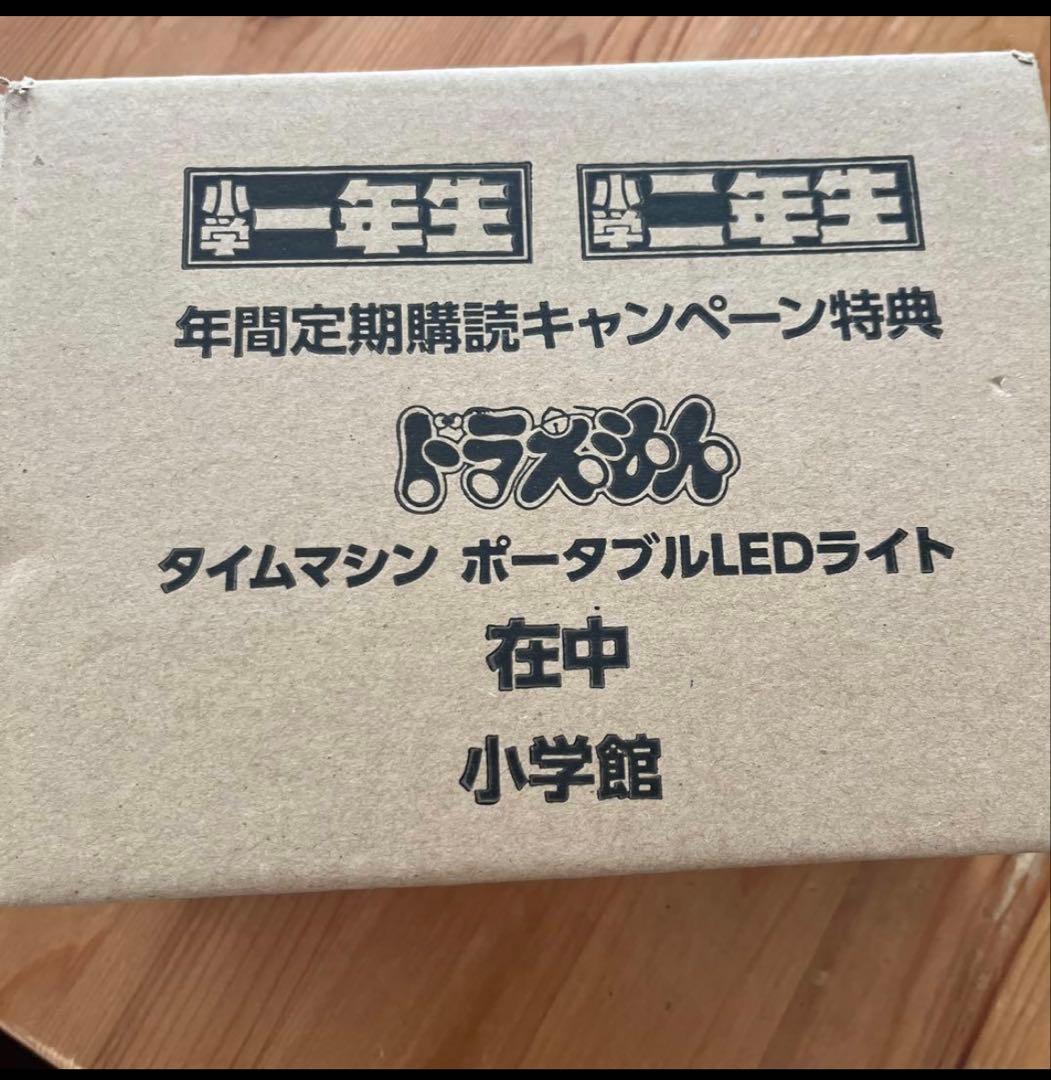 小学一年生 小学二年生
年間定期購読キャンペーン特典
ドラえもん
タイムマシン ポータブルLEDライト
在中
小学館